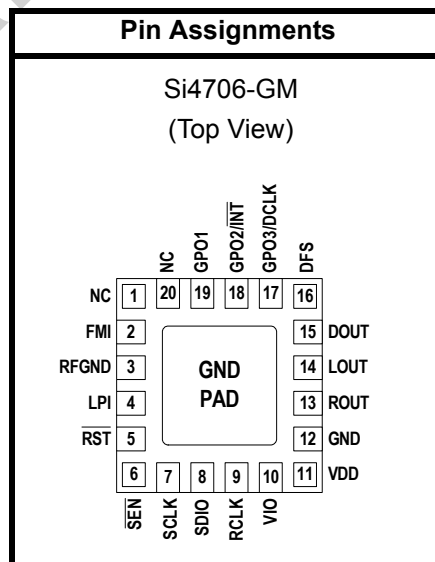 Pin Assignments
Si4706-GM
(Top View)
NC
GPO1
GPO2/INT
GPO3/DCLK
DFS
NC 1 20 19 18 17 16
FMI 2 15 DOUT
RFGND 3 14 LOUT
GND
PAD
LPI 4 13 ROUT
RST 5 12 GND
6 7 8 9 10 11 VDD
SEN
SCLK
SDIO
RCLK
VIO